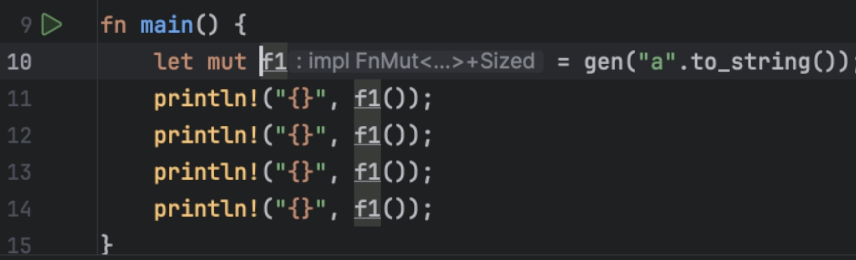 9 fn main() {
10 let mut f1 : impl FnMut<...>+Sized = gen("a".to_string());
11 println!("{}", f1());
12 println!("{}", f1());
13 println!("{}", f1());
14 println!("{}", f1());
15 }